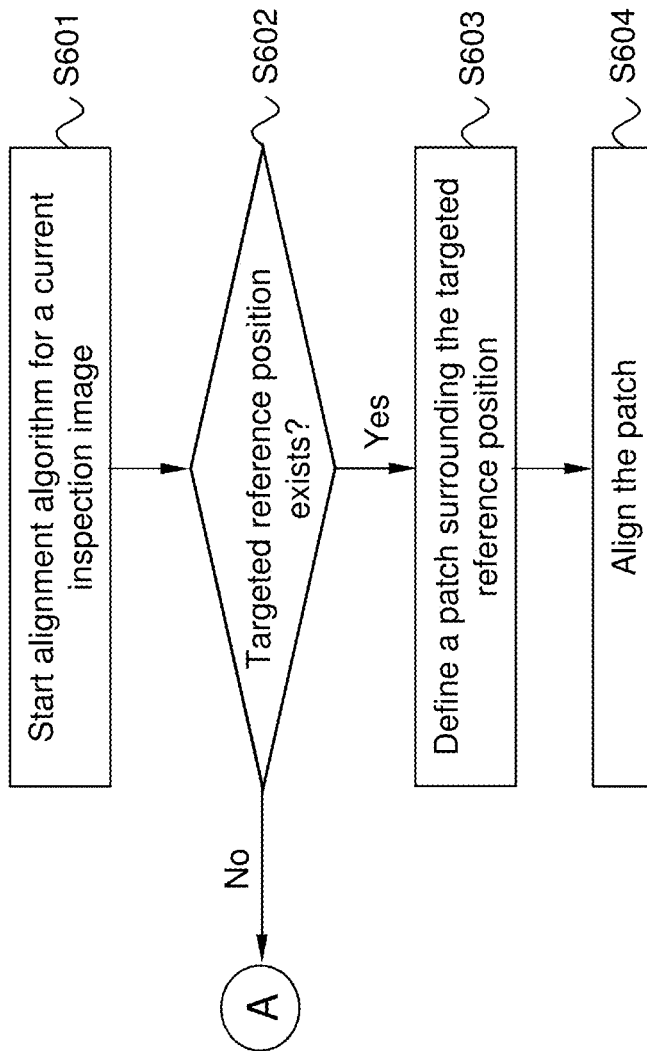 Start alignment algorithm for a current
inspection image
S601
Targeted reference position
exists?
S602
No
A
Yes
Define a patch surrounding the targeted
reference position
S603
Align the patch
S604